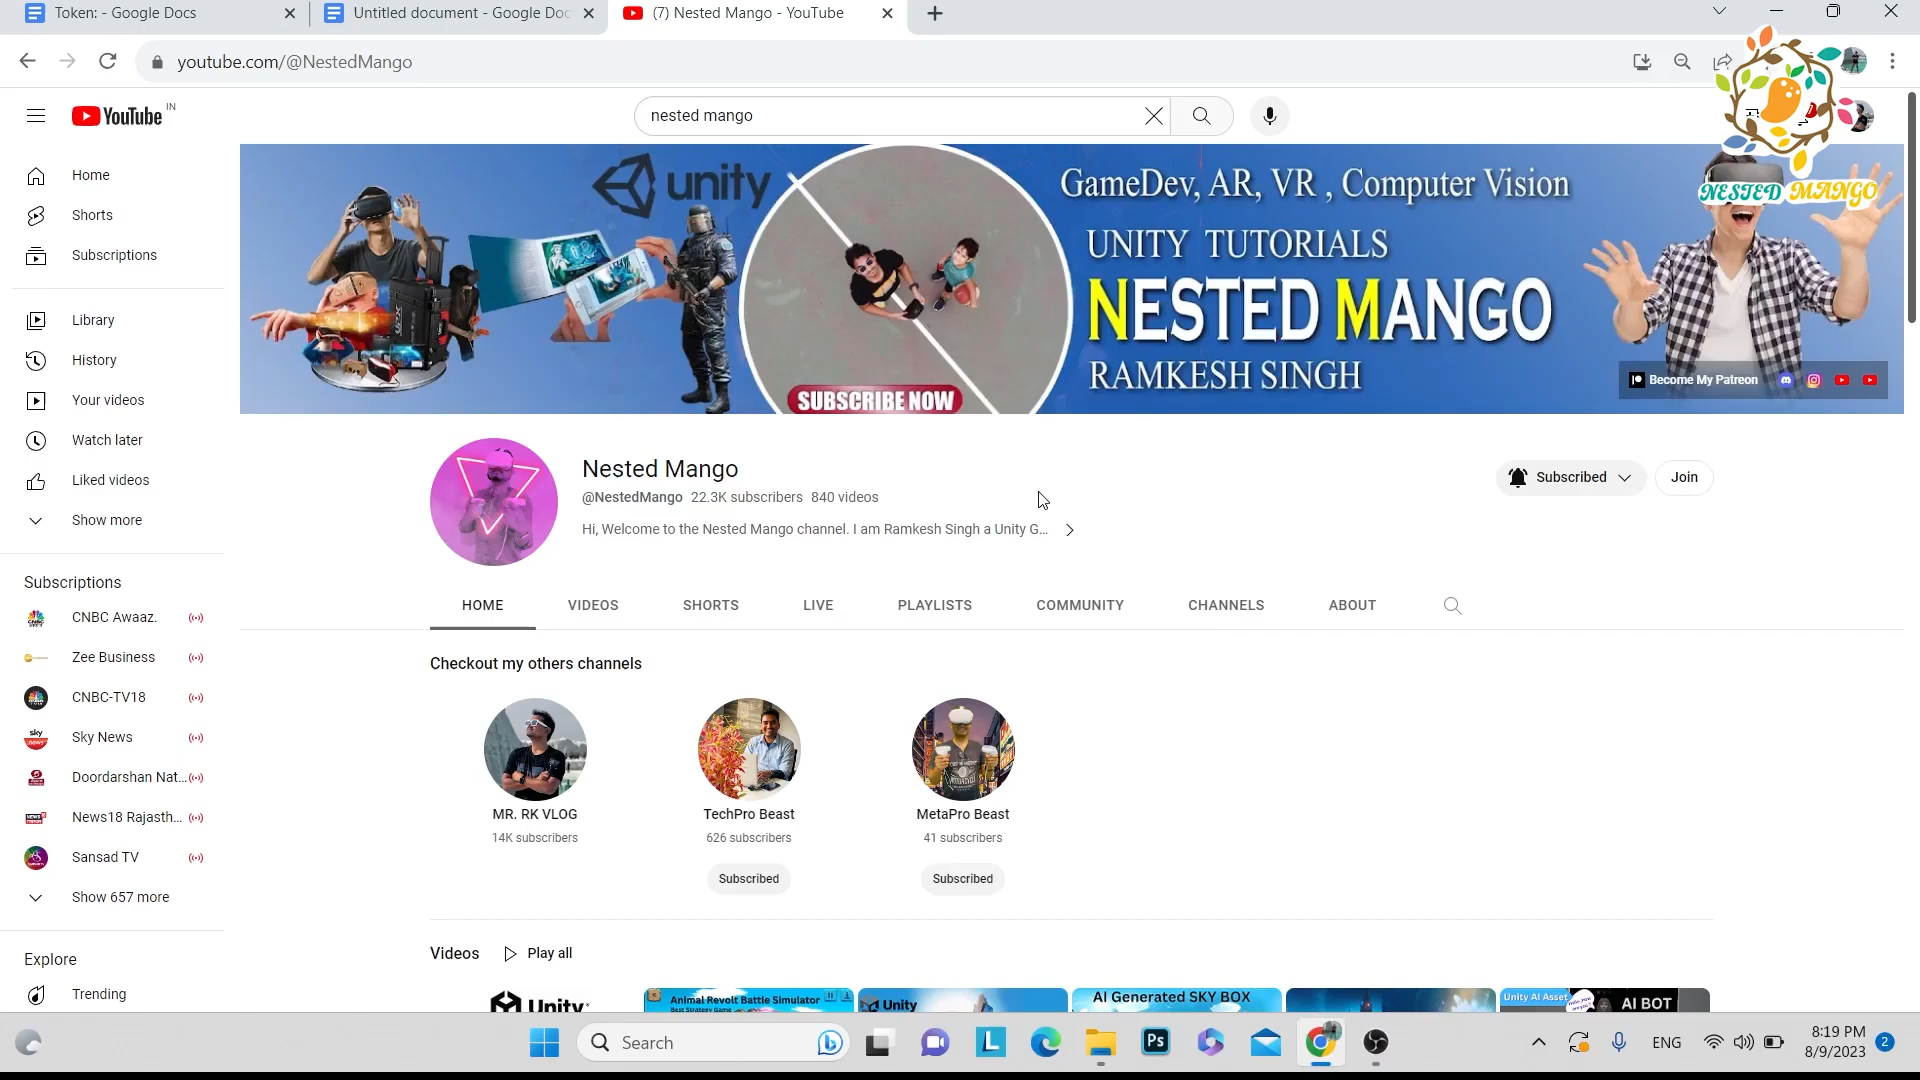 Token: - Google Docs
Untitled document - Google Doc
(7) Nested Mango - YouTube
youtube.com/@NestedMango
YouTube IN
nested mango
NESTED MANGO
Home
Shorts
Subscriptions
Library
History
Your videos
Watch later
Liked videos
Show more
Subscriptions
CNBC Awaaz.
Zee Business
CNBC-TV18
Sky News
Doordarshan Nat...
News18 Rajasth...
Sansad TV
Show 657 more
Explore
Trending
unity
GameDev, AR, VR , Computer Vision
UNITY TUTORIALS
NESTED MANGO
RAMKESH SINGH
SUBSCRIBE NOW
Become My Patreon
Nested Mango
@NestedMango 22.3K subscribers 840 videos
Hi, Welcome to the Nested Mango channel. I am Ramkesh Singh a Unity G...
Subscribed
Join
HOME VIDEOS SHORTS LIVE PLAYLISTS COMMUNITY CHANNELS ABOUT
Checkout my others channels
MR. RK VLOG
14K subscribers
TechPro Beast
626 subscribers
Subscribed
MetaPro Beast
41 subscribers
Subscribed
Videos Play all
Unity
Animal Revolt Battle Simulator
Unity
AI Generated SKY BOX
Unity AI Asset
AI BOT
Search
Ps
ENG
8:19 PM
8/9/2023
2